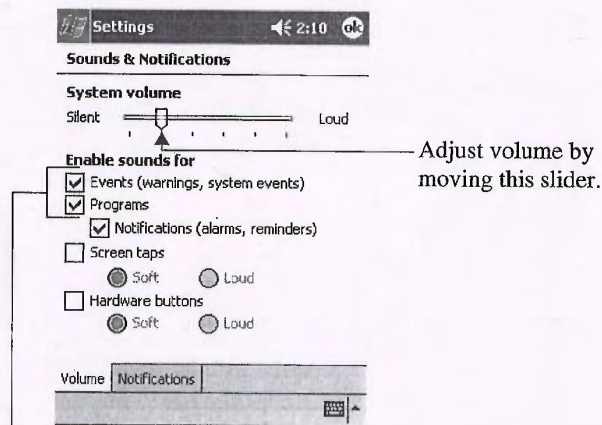 Settings 2:10 ok
Sounds & Notifications
System volume
Silent Loud
Adjust volume by
moving this slider.
Enable sounds for
Events (warnings, system events)
Programs
Notifications (alarms, reminders)
Screen taps
Soft Loud
Hardware buttons
Soft Loud
Volume Notifications